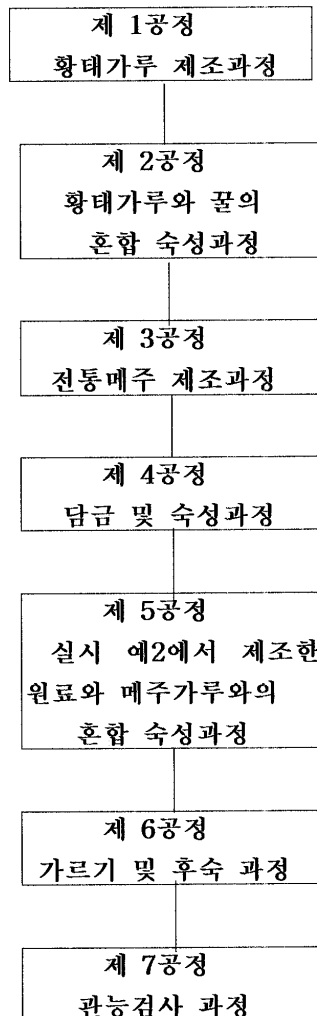 제 1공정
황태가루 제조과정
제 2공정
황태가루와 꿀의
혼합 숙성과정
제 3공정
전통메주 제조과정
제 4공정
담금 및 숙성과정
제 5공정
실시 예2에서 제조한
원료와 메주가루와의
혼합 숙성과정
제 6공정
가르기 및 후숙 과정
제 7공정
관능검사 과정